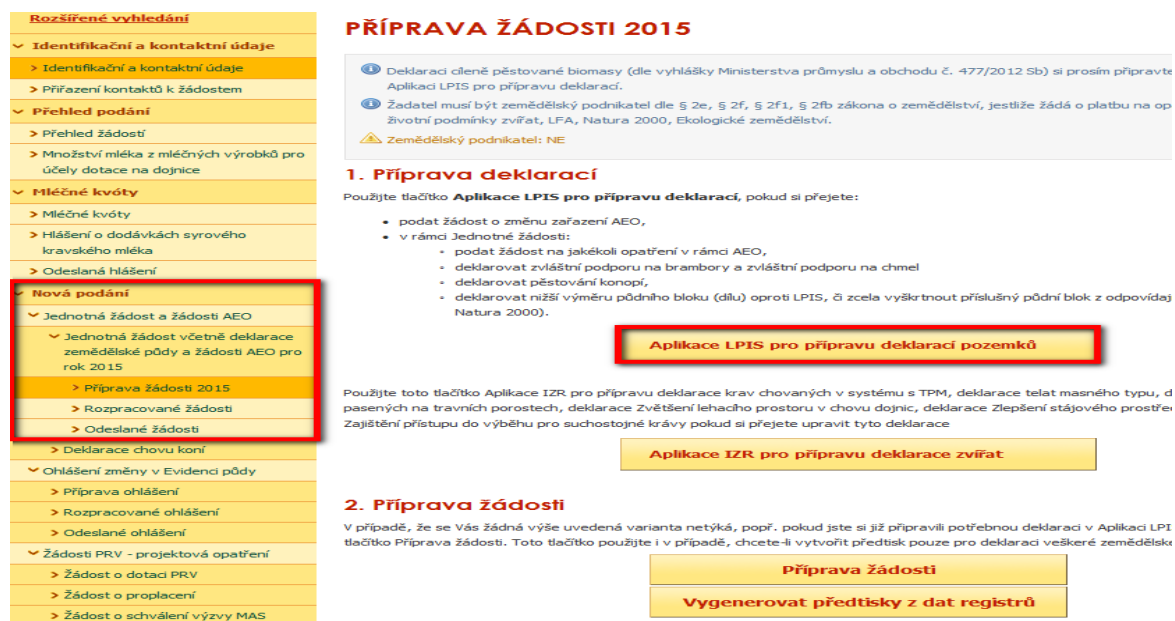 Rozšířené vyhledání
Identifikační a kontaktní údaje
Identifikační a kontaktní údaje
Přiřazení kontaktů k žádostem
Přehled podání
Přehled žádostí
Množství mléka z mléčných výrobků pro
účely dotace na dojnice
Mléčné kvóty
Mléčné kvóty
Hlášení o dodávkách syrového
kravského mléka
Odeslaná hlášení
Nová podání
Jednotná žádost a žádosti AEO
Jednotná žádost včetně deklarace
zemědělské půdy a žádosti AEO pro
rok 2015
Příprava žádosti 2015
Rozpracované žádosti
Odeslané žádosti
Deklarace chovu koní
Ohlášení změny v Evidenci půdy
Příprava ohlášení
Rozpracované ohlášení
Odeslané ohlášení
Žádosti PRV - projektová opatření
Žádost o dotaci PRV
Žádost o proplacení
Žádost o schválení výzvy MAS
PŘÍPRAVA ŽÁDOSTI 2015
Deklaraci cíleně pěstované biomasy (dle vyhlášky Ministerstva průmyslu a obchodu č. 477/2012 Sb) si prosím připravte
Aplikaci LPIS pro přípravu deklarací.
Žadatel musí být zemědělský podnikatel dle § 2e, § 2f, § 2f1, § 2fb zákona o zemědělství, jestliže žádá o platbu na op
životní podmínky zvířat, LFA, Natura 2000, Ekologické zemědělství.
Zemědělský podnikatel: NE
1. Příprava deklarací
Použijte tlačítko Aplikace LPIS pro přípravu deklarací, pokud si přejete:
• podat žádost o změnu zařazení AEO,
• v rámci Jednotné žádosti:
◦ podat žádost na jakékoli opatření v rámci AEO,
◦ deklarovat zvláštní podporu na brambory a zvláštní podporu na chmel
◦ deklarovat pěstování konopí,
◦ deklarovat nižší výměru půdního bloku (dílu) oproti LPIS, či zcela vyškrtnout příslušný půdní blok z odpovídaj
Natura 2000).
Aplikace LPIS pro přípravu deklarací pozemků
Použijte toto tlačítko Aplikace IZR pro přípravu deklarace krav chovaných v systému s TPM, deklarace telat masného typu, d
pasených na travních porostech, deklarace Zvětšení lehacího prostoru v chovu dojnic, deklarace Zlepšení stájového prostře
Zajištění přístupu do výběhu pro suchostojné krávy pokud si přejete upravit tyto deklarace
Aplikace IZR pro přípravu deklarace zvířat
2. Příprava žádosti
V případě, že se Vás žádná výše uvedená varianta netýká, popř. pokud jste si již připravili potřebnou deklaraci v Aplikaci LPI
tlačítko Příprava žádosti. Toto tlačítko použijte i v případě, chcete-li vytvořit předtisk pouze pro deklaraci veškeré zemědělské
Příprava žádosti
Vygenerovat předtisky z dat registrů